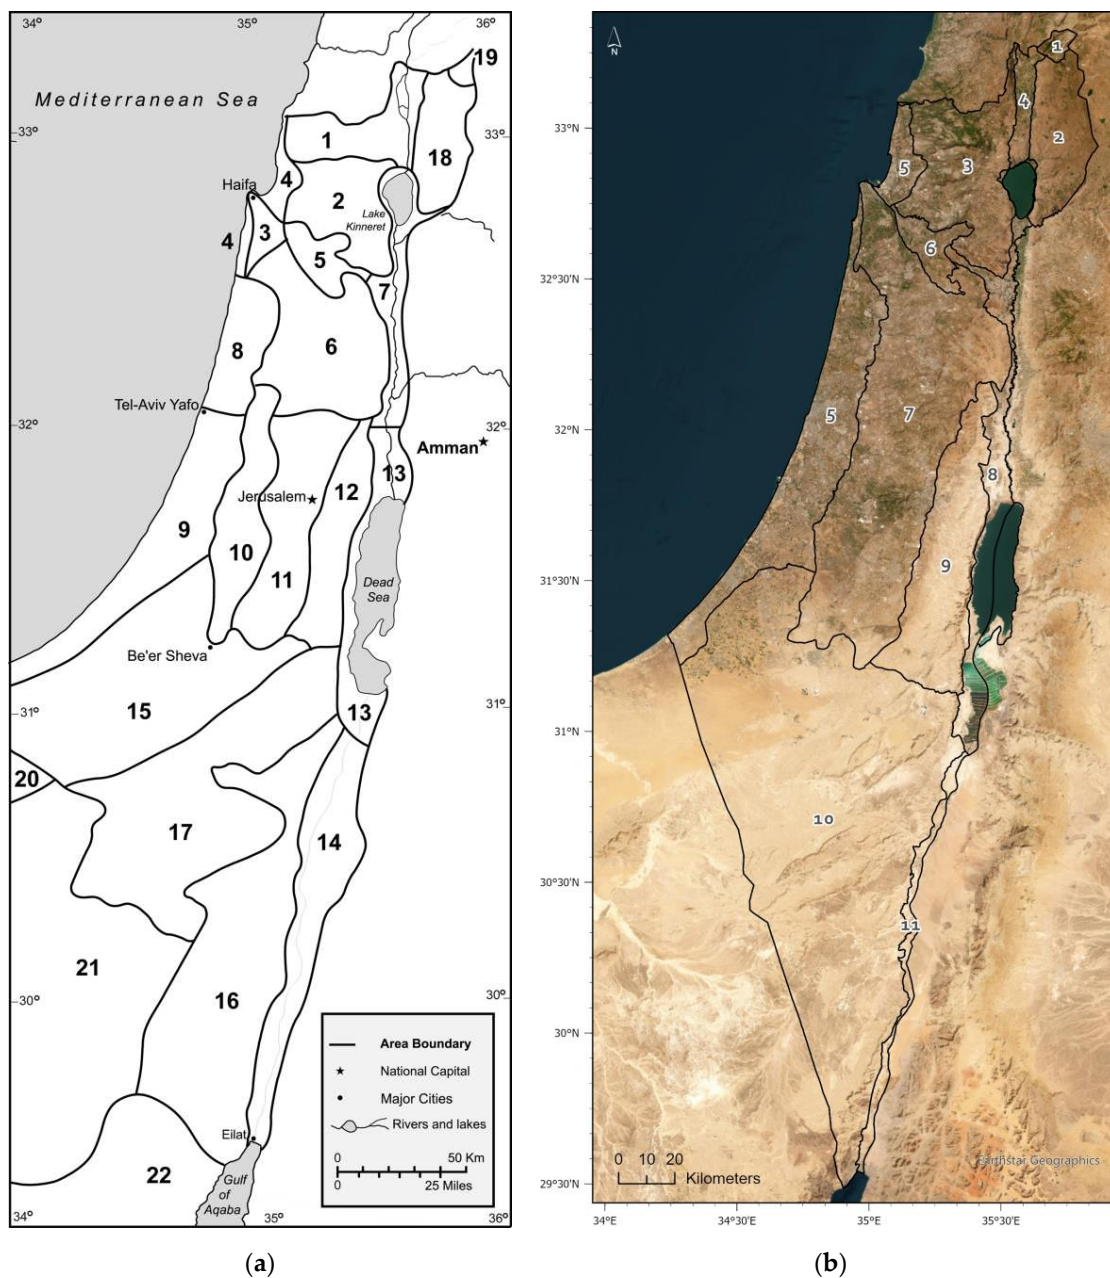 34°
35°
36°
19
Mediterranean Sea
33°
33°
1
18
4
Haifa
2
Lake
Kinneret
4
3
5
7
6
8
Tel-Aviv Yafo
32°
32°
Amman
13
12
Jerusalem
9
10
11
Dead
Sea
Be'er Sheva
15
31°
31°
13
20
17
14
21
16
30°
30°
Area Boundary
National Capital
Major Cities
Rivers and lakes
0 50 Km
0 25 Miles
Eilat
22
Gulf
of
Aqaba
34°
35°
36°
(a)
N
1
4
33°N
2
5
3
6
32°30'N
5
7
32°N
8
9
31°30'N
31°N
10
30°30'N
11
30°N
Earthstar Geographics
0 10 20
Kilometers
29°30'N
34°E
34°30'E
35°E
35°30'E
(b)